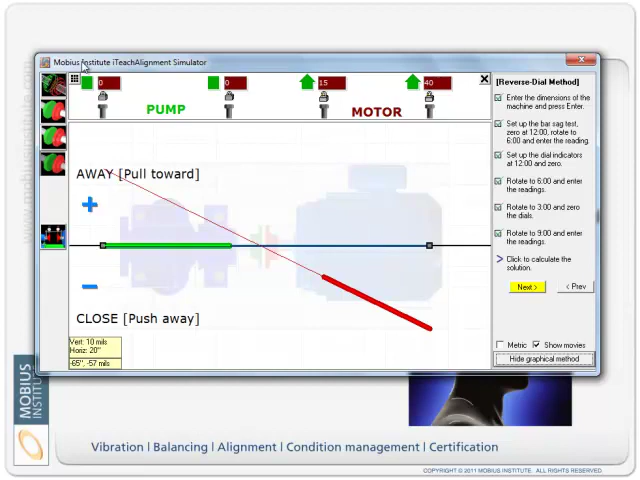 Mobius Institute iTeachAlignment Simulator
0
0
15
40
PUMP
MOTOR
AWAY [Pull toward]
CLOSE [Push away]
Vert: 10 mils
Horiz: 20"
-65", -57 mils
[Reverse-Dial Method]
Enter the dimensions of the
machine and press Enter.
Set up the bar sag test,
zero at 12:00, rotate to
6:00 and enter the reading.
Set up the dial indicators
at 12:00 and zero.
Rotate to 6:00 and enter
the readings.
Rotate to 3:00 and zero
the dials.
Rotate to 9:00 and enter
the readings.
Click to calculate the
solution.
Next >
< Prev
Metric
Show movies
Hide graphical method
www.mobiusinstitute
MOBIUS
INSTITUTE
Vibration | Balancing | Alignment | Condition management | Certification
COPYRIGHT © 2011 MOBIUS INSTITUTE. ALL RIGHTS RESERVED.